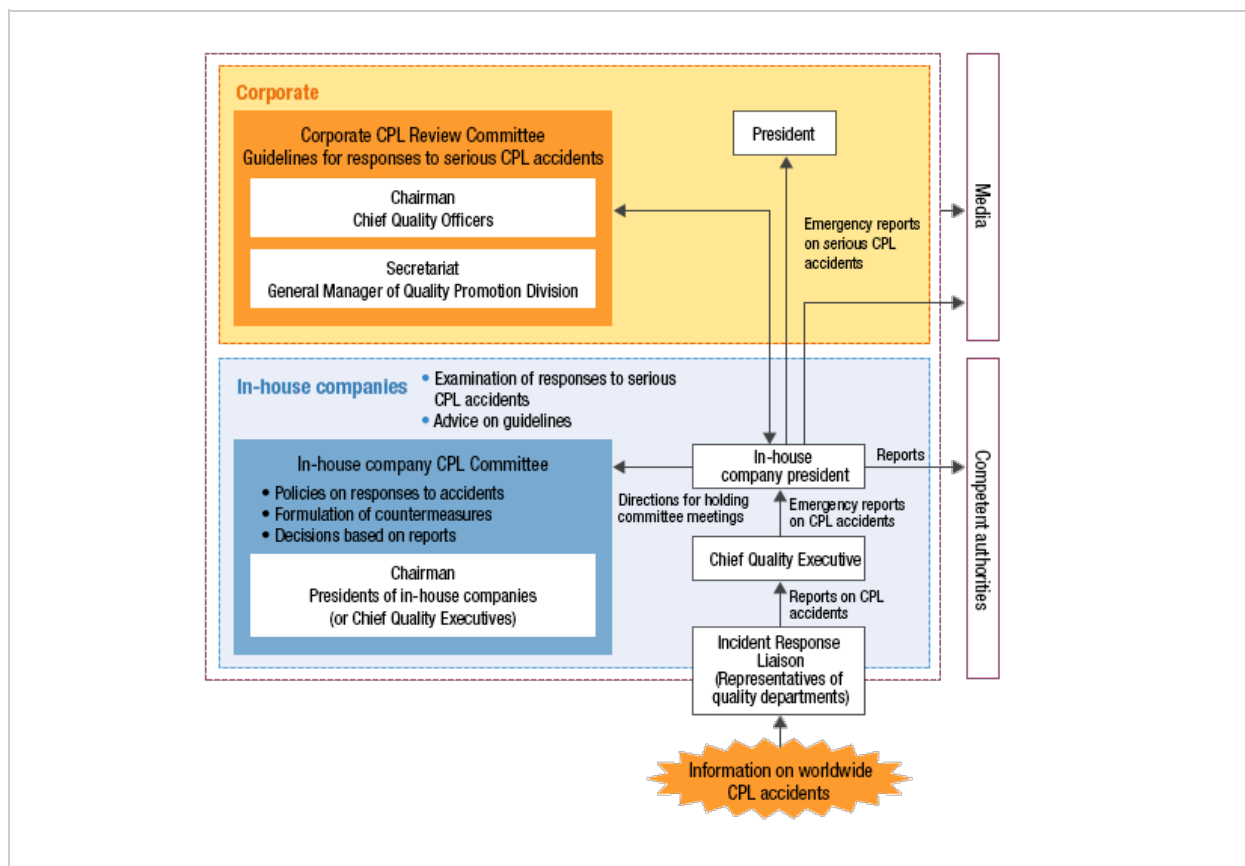 Corporate
Corporate CPL Review Committee
Guidelines for responses to serious CPL accidents
Chairman
Chief Quality Officers
Secretariat
General Manager of Quality Promotion Division
President
Emergency reports
on serious CPL
accidents
Media
In-house companies
• Examination of responses to serious
CPL accidents
• Advice on guidelines
In-house company CPL Committee
• Policies on responses to accidents
• Formulation of countermeasures
• Decisions based on reports
Chairman
Presidents of in-house companies
(or Chief Quality Executives)
In-house
company president
Reports
Directions for holding
committee meetings
Emergency reports
on CPL accidents
Chief Quality Executive
Reports on CPL
accidents
Incident Response
Liaison
(Representatives of
quality departments)
Competent authorities
Information on worldwide
CPL accidents